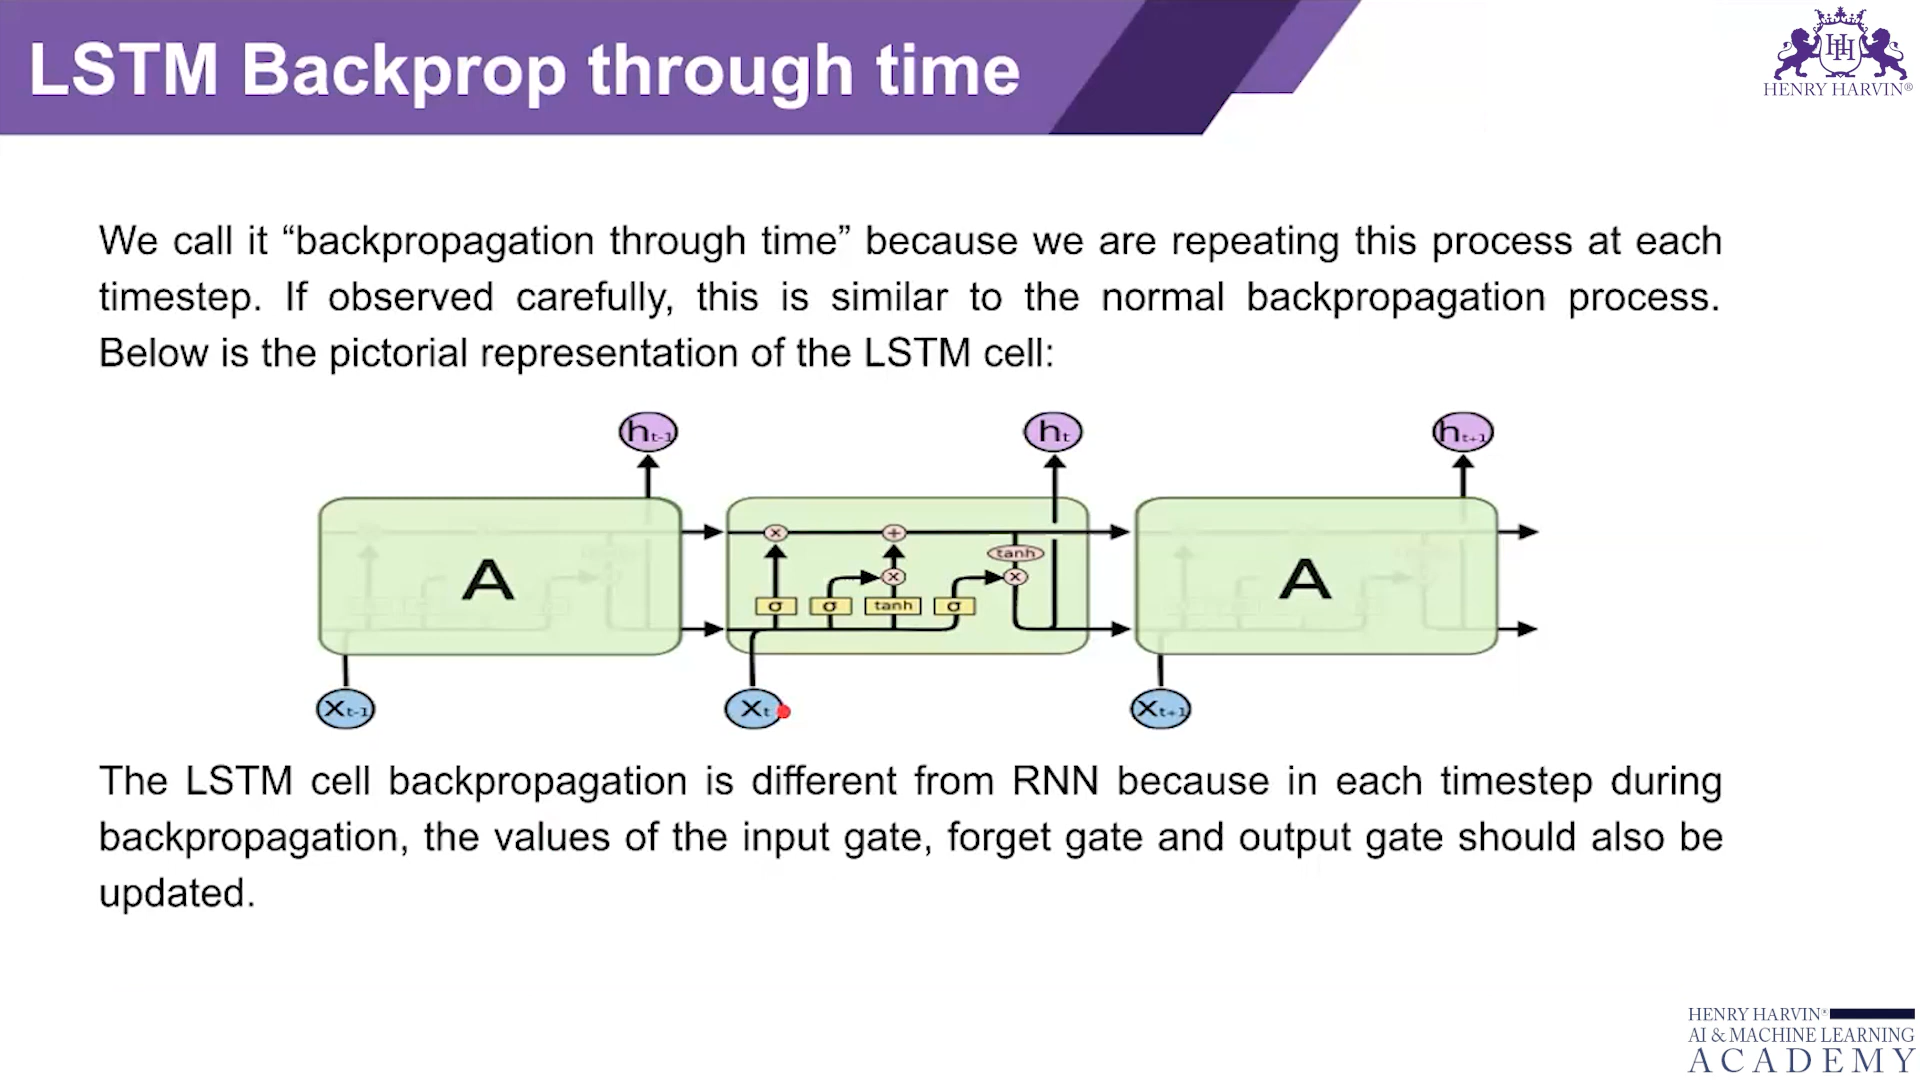 LSTM Backprop through time
HENRY HARVIN®
We call it “backpropagation through time” because we are repeating this process at each
timestep. If observed carefully, this is similar to the normal backpropagation process.
Below is the pictorial representation of the LSTM cell:
ht-1 ht ht+1
x +
tanh
A x x A
σ σ tanh σ
Xt-1 Xt Xt+1
The LSTM cell backpropagation is different from RNN because in each timestep during
backpropagation, the values of the input gate, forget gate and output gate should also be
updated.
HENRY HARVIN®
AI & MACHINE LEARNING
ACADEMY